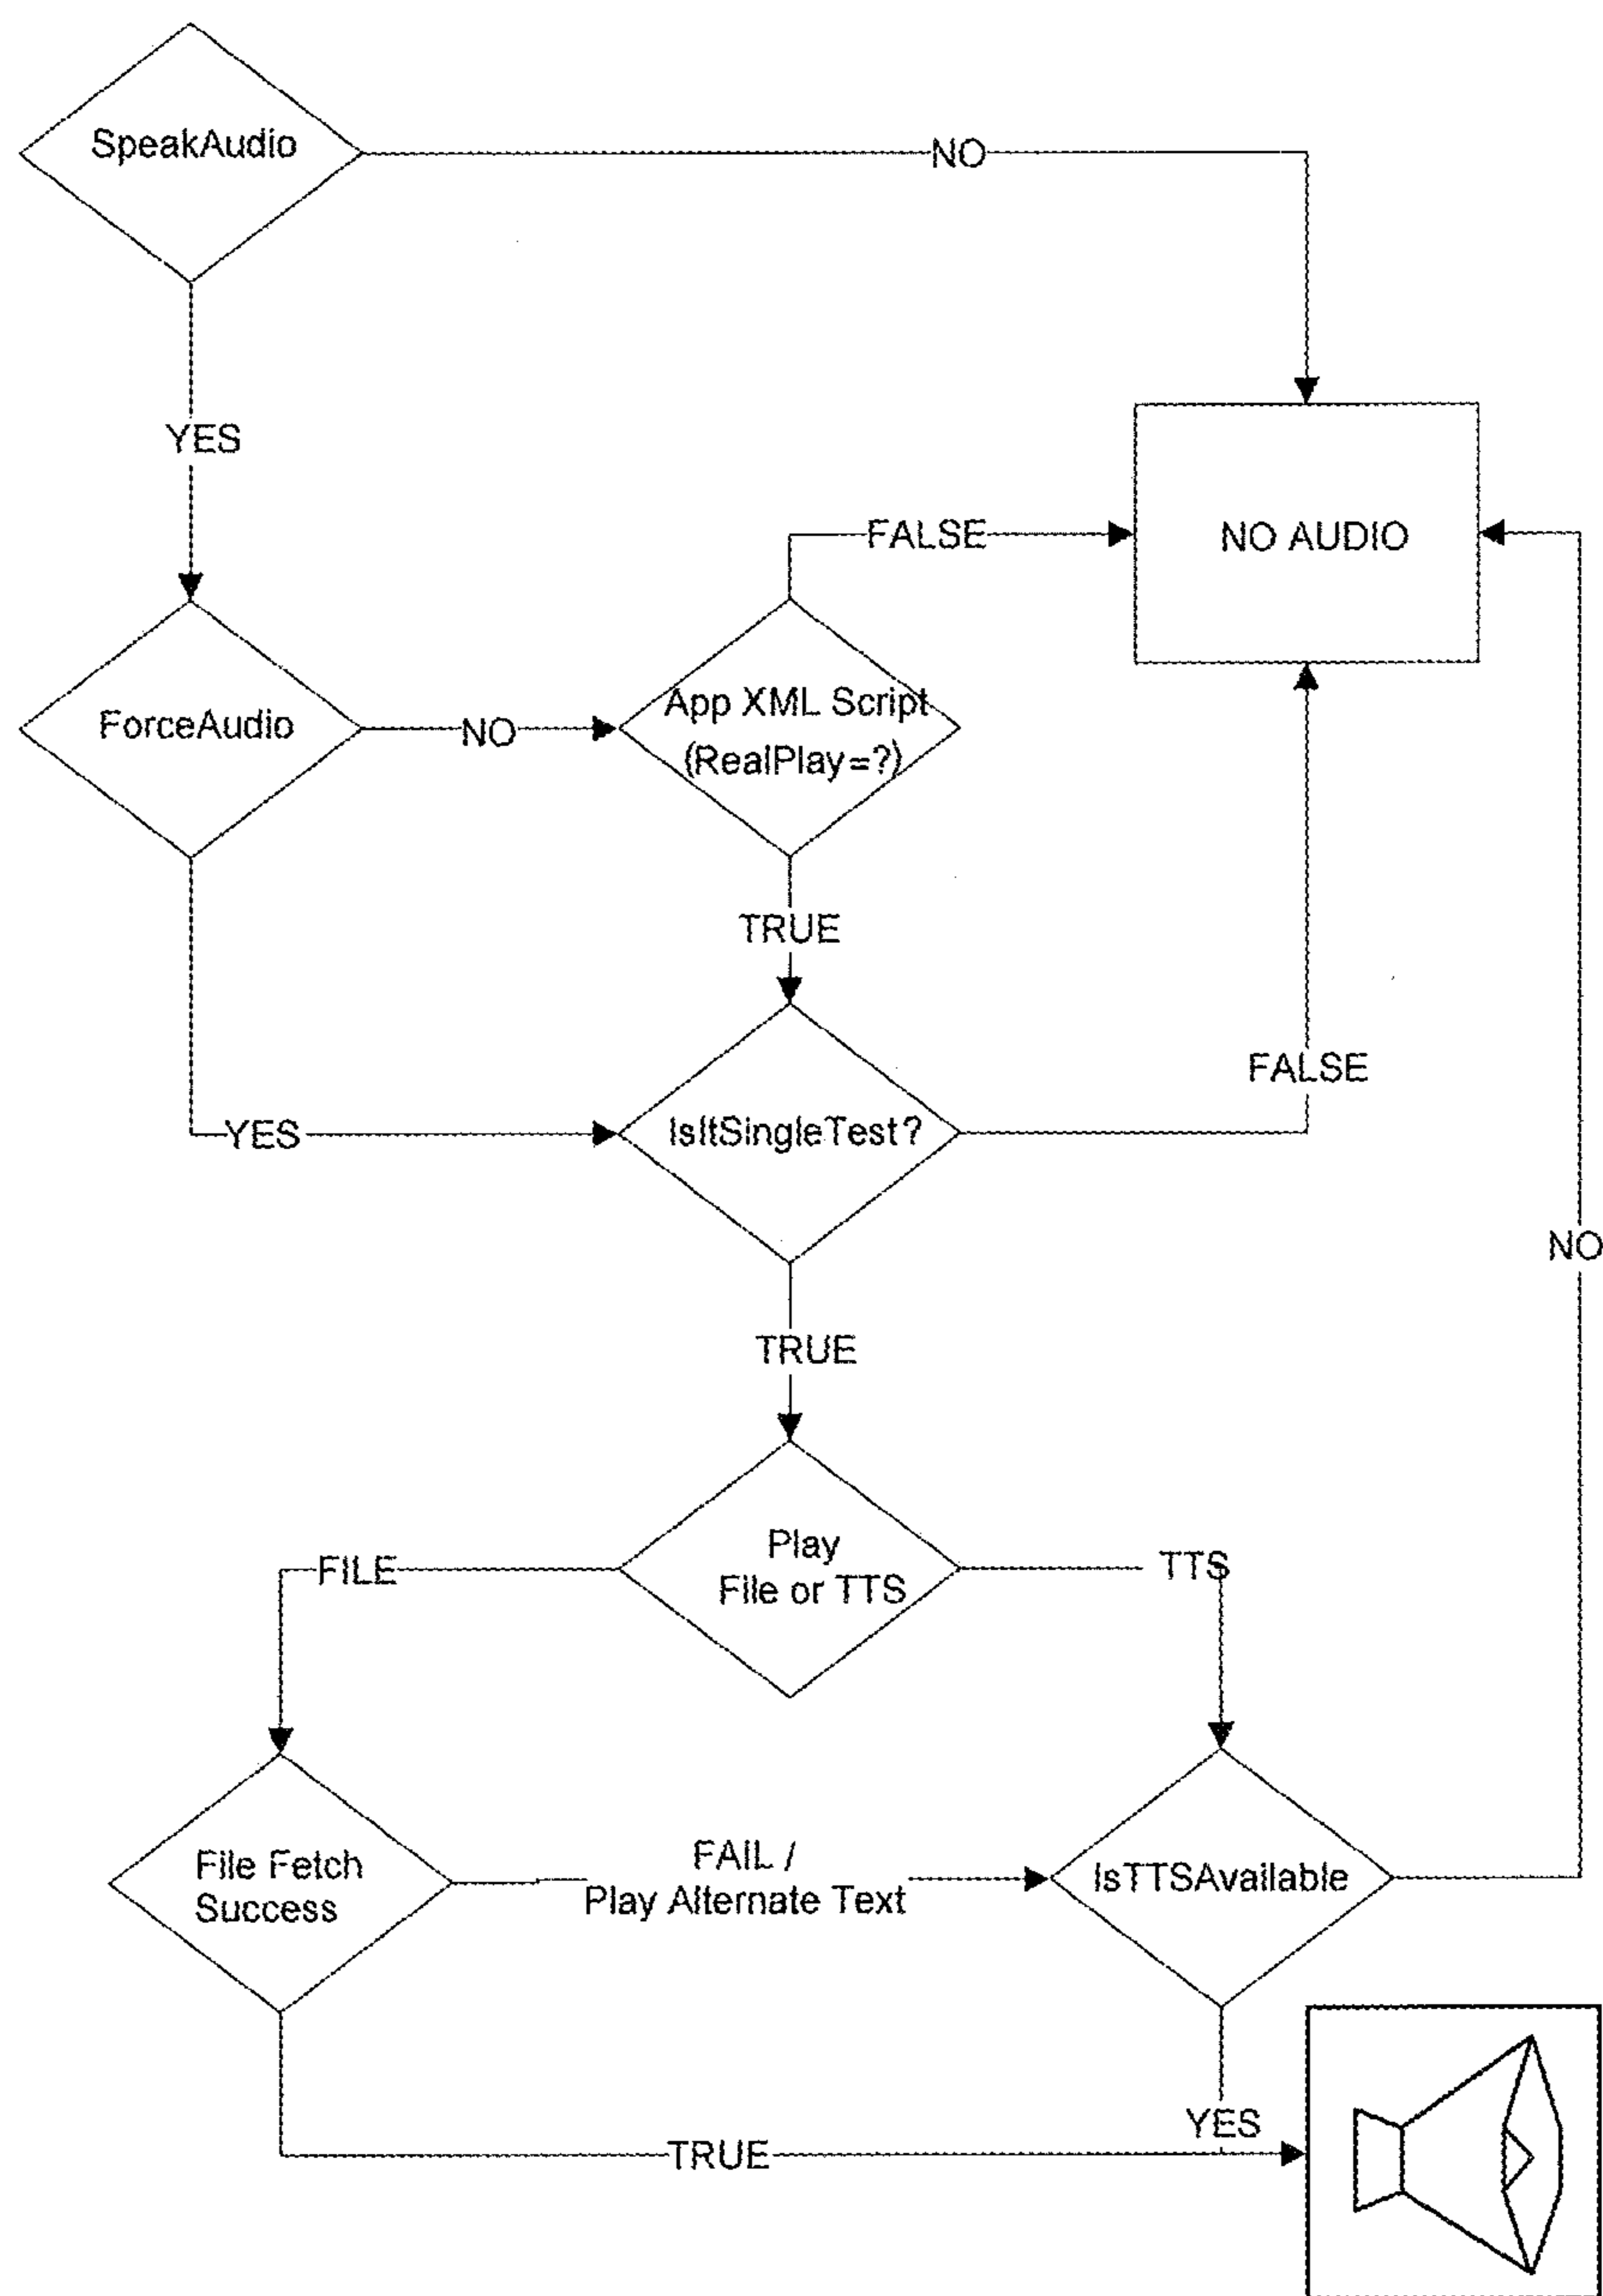 SpeakAudio
NO
YES
NO AUDIO
FALSE
ForceAudio
NO
App XML Script
(RealPlay=?)
TRUE
FALSE
YES
IsItSingleTest?
NO
TRUE
Play
File or TTS
FILE
TTS
File Fetch
Success
FAIL /
Play Alternate Text
IsTTSAvailable
YES
TRUE